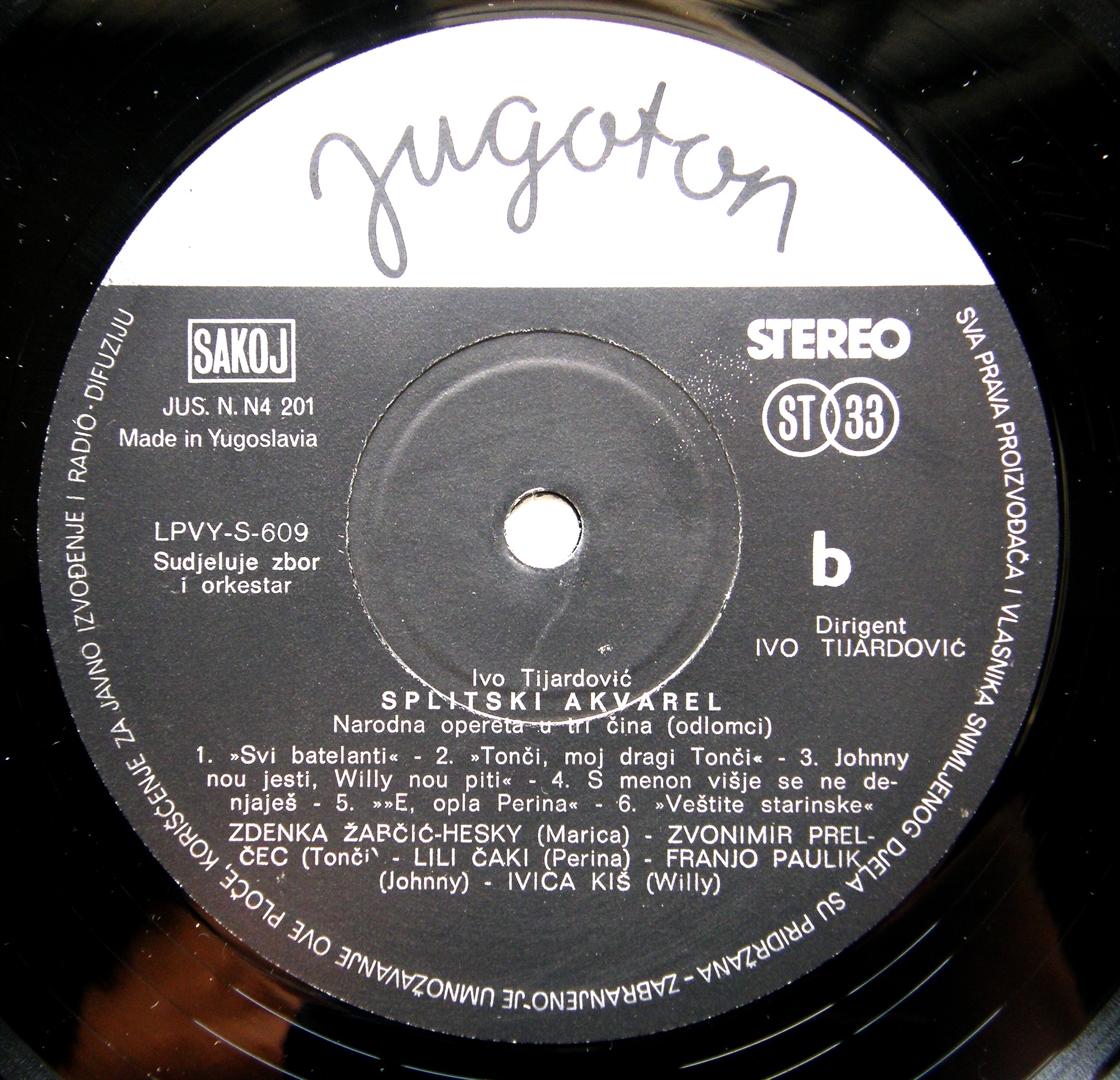 jugoton
SAKOJ
JUS. N. N4 201
Made in Yugoslavia
STEREO
ST 33
LPVY-S-609
Sudjeluje zbor
i orkestar
b
Dirigent
IVO TIJARDOVIĆ
Ivo Tijardović
SPLITSKI AKVAREL
Narodna opereta u tri čina (odlomci)
1. »Svi batelanti« - 2. »Tonči, moj dragi Tonči« - 3. Johnny
nou jesti, Willy nou piti« - 4. S menon višje se ne de-
njaješ - 5. »»E, opla Perina« - 6. »Veštite starinske«
ZDENKA ŽABČIĆ-HESKY (Marica) - ZVONIMIR PREL-
ČEC (Tonči) - LILI ČAKI (Perina) - FRANJO PAULIK
(Johnny) - IVICA KIŠ (Willy)
SVA PRAVA PROIZVOĐAČA I VLASNIKA SNIMLJENOG DJELA SU PRIDRŽANA - ZABRANJENO JE UMNOŽAVANJE OVE PLOČE, KORIŠĆENJE ZA JAVNO IZVOĐENJE I RADIO-DIFUZIJU